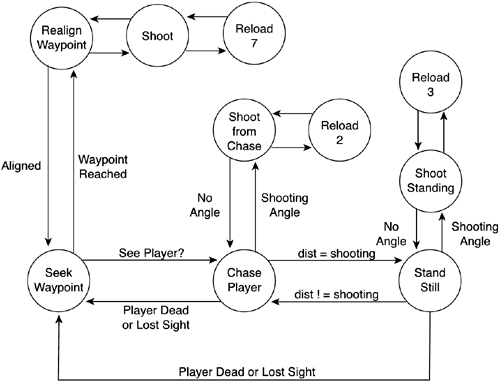 Realign
Waypoint
Shoot
Reload
7
Reload
3
Shoot
from
Chase
Reload
2
Aligned
Waypoint
Reached
Shoot
Standing
No
Angle
Shooting
Angle
No
Angle
Shooting
Angle
See Player?
dist = shooting
Seek
Waypoint
Chase
Player
Stand
Still
dist ! = shooting
Player Dead
or Lost Sight
Player Dead or Lost Sight